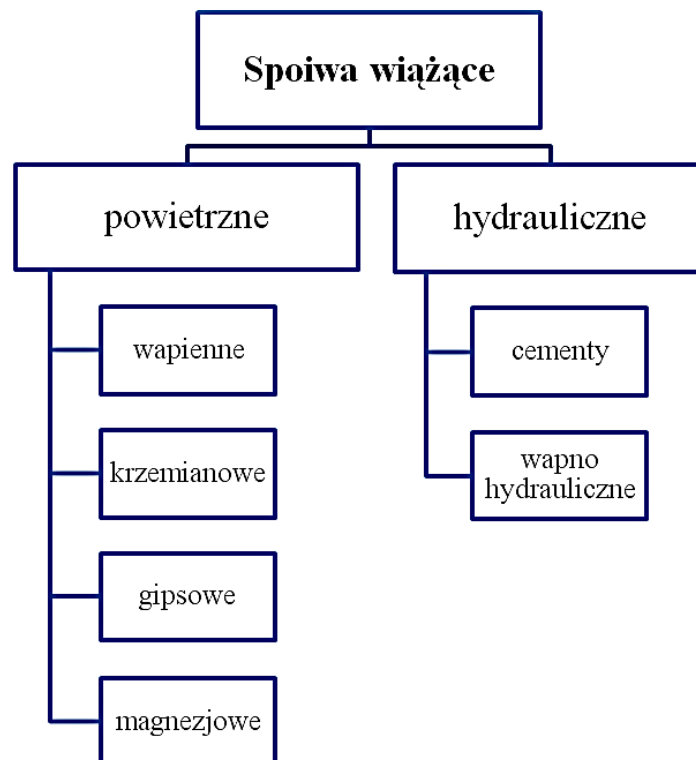 Spoiwa wiążące
powietrzne
hydrauliczne
wapienne
krzemianowe
gipsowe
magnezjowe
cementy
wapno
hydrauliczne